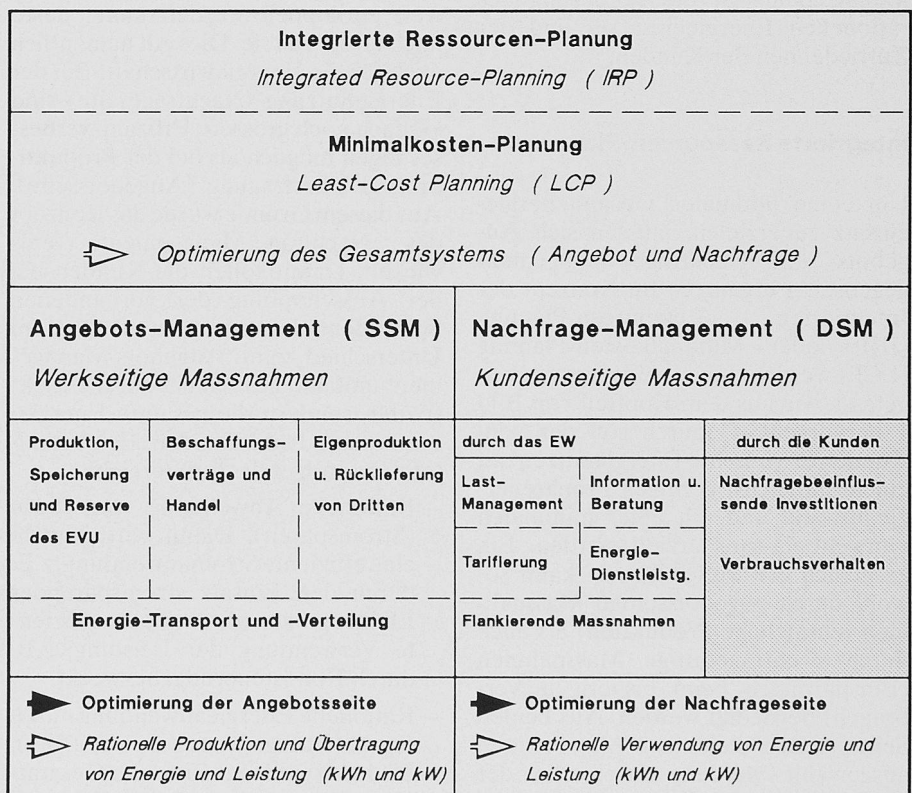 Integrierte Ressourcen-Planung
Integrated Resource-Planning ( IRP )
Minimalkosten-Planung
Least-Cost Planning ( LCP )
Optimierung des Gesamtsystems ( Angebot und Nachfrage )
Angebots-Management ( SSM )
Werkseitige Massnahmen
Nachfrage-Management ( DSM )
Kundenseitige Massnahmen
Produktion,
Speicherung
und Reserve
des EVU
Beschaffungs-
verträge und
Handel
Eigenproduktion
u. Rücklieferung
von Dritten
Energie-Transport und -Verteilung
durch das EW
Last-
Management
Information u.
Beratung
Tarifierung
Energie-
Dienstleistg.
Flankierende Massnahmen
durch die Kunden
Nachfragebeeinflus-
sende Investitionen
Verbrauchsverhalten
Optimierung der Angebotsseite
Rationelle Produktion und Übertragung
von Energie und Leistung (kWh und kW)
Optimierung der Nachfrageseite
Rationelle Verwendung von Energie und
Leistung (kWh und kW)